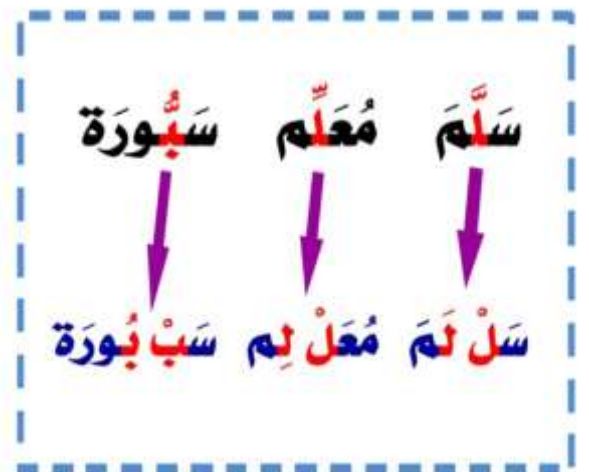 سَلَّمَ مُعَلِّم سَبُّورَة
سَلْ لَمَ مُعَلْ لِم سَبْ بُورَة